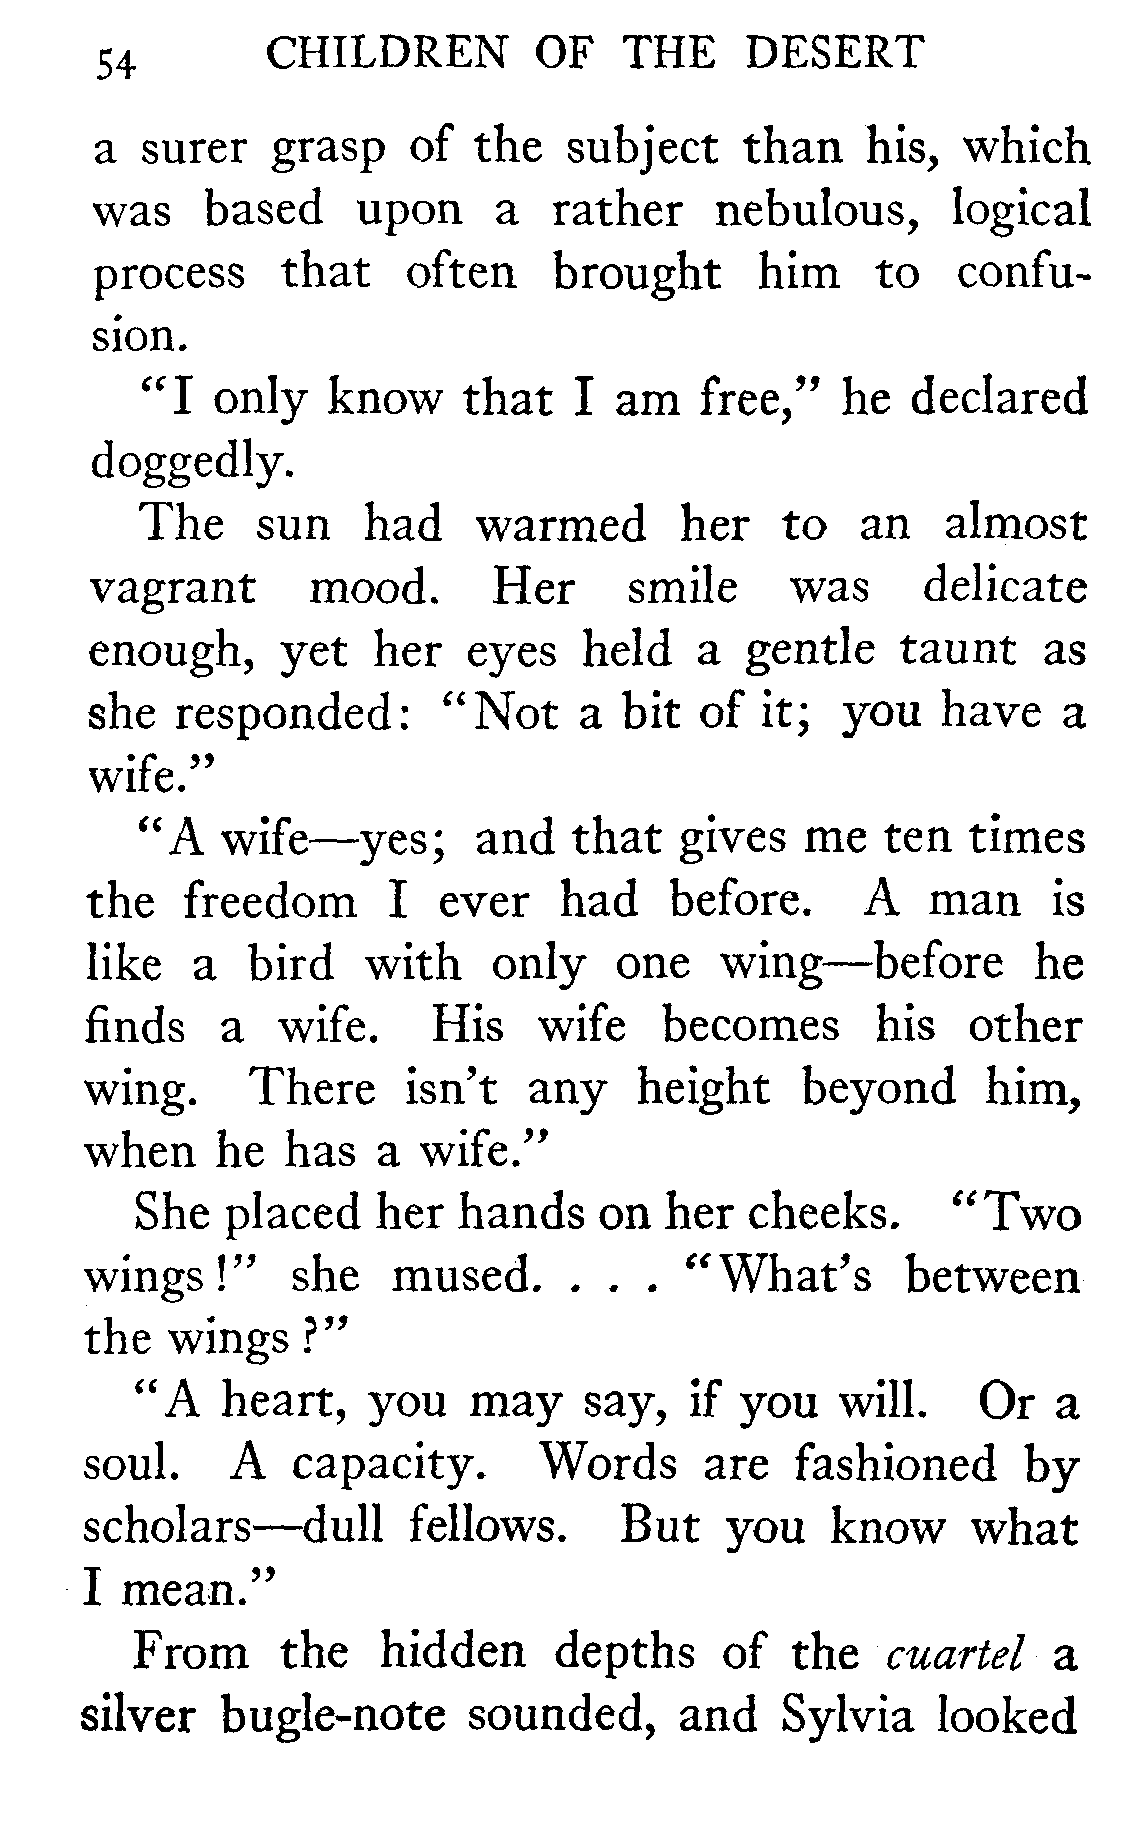 54 CHILDREN OF THE DESERT
a surer grasp of the subject than his, which
was based upon a rather nebulous, logical
process that often brought him to confu-
sion.
"I only know that I am free," he declared
doggedly.
The sun had warmed her to an almost
vagrant mood. Her smile was delicate
enough, yet her eyes held a gentle taunt as
she responded: "Not a bit of it; you have a
wife."
"A wife—yes; and that gives me ten times
the freedom I ever had before. A man is
like a bird with only one wing—before he
finds a wife. His wife becomes his other
wing. There isn't any height beyond him,
when he has a wife."
She placed her hands on her cheeks. "Two
wings!" she mused. . . . "What's between
the wings?"
"A heart, you may say, if you will. Or a
soul. A capacity. Words are fashioned by
scholars—dull fellows. But you know what
I mean."
From the hidden depths of the cuartel a
silver bugle-note sounded, and Sylvia looked